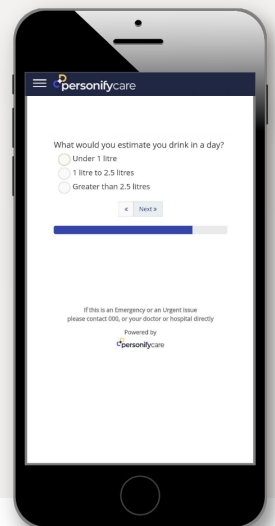 personifycare
What would you estimate you drink in a day?
Under 1 litre
1 litre to 2.5 litres
Greater than 2.5 litres
« Next »
If this is an Emergency or an Urgent Issue
please contact 000, or your doctor or hospital directly
Powered by
personifycare